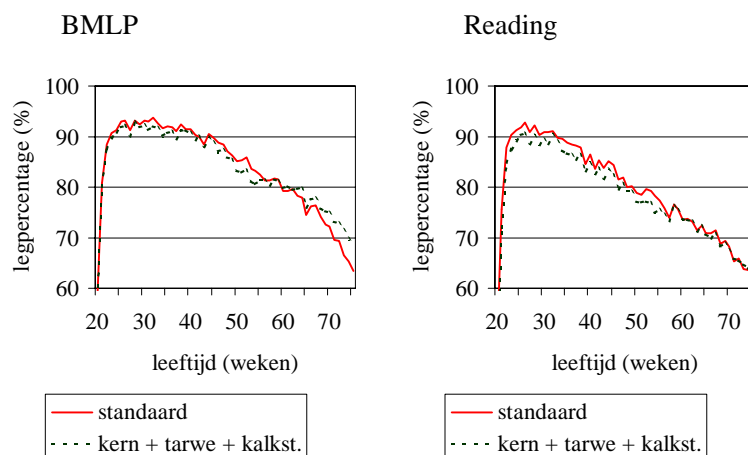 BMLP
100
90
80
70
60
legpercentage (%)
20 30 40 50 60 70
leeftijd (weken)
standaard
kern + tarwe + kalkst.
Reading
100
90
80
70
60
legpercentage (%)
20 30 40 50 60 70
leeftijd (weken)
standaard
kern + tarwe + kalkst.